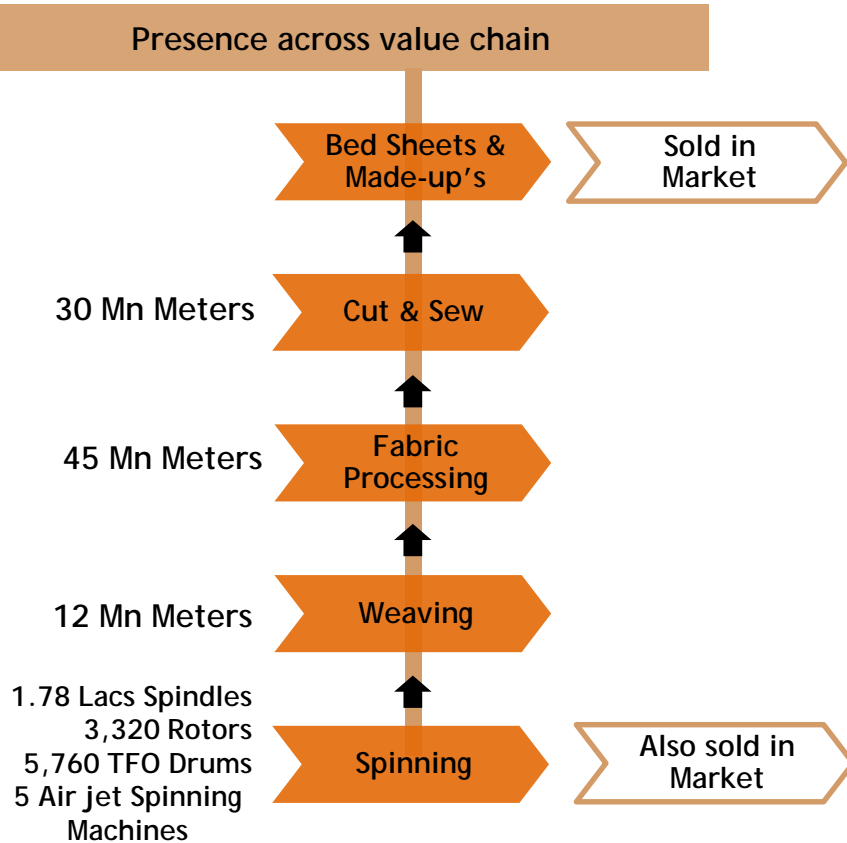 Presence across value chain
Bed Sheets &
Made-up's
Sold in
Market
30 Mn Meters
Cut & Sew
45 Mn Meters
Fabric
Processing
12 Mn Meters
Weaving
1.78 Lacs Spindles
3,320 Rotors
5,760 TFO Drums
5 Air jet Spinning
Machines
Spinning
Also sold in
Market